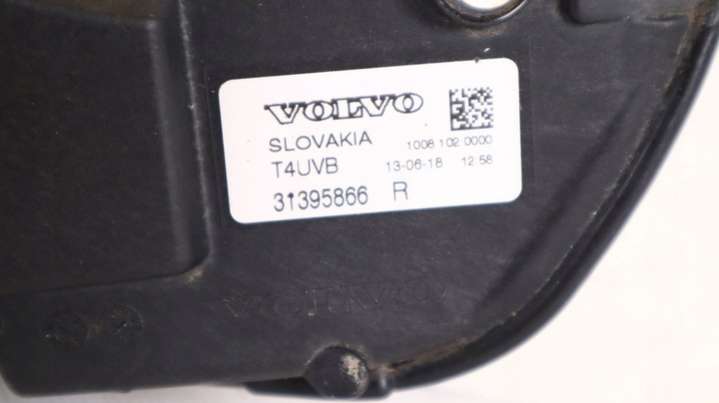 VOLVO
SLOVAKIA 1008 102 0000
T4UVB 13-06-18 12:58
31395866 R